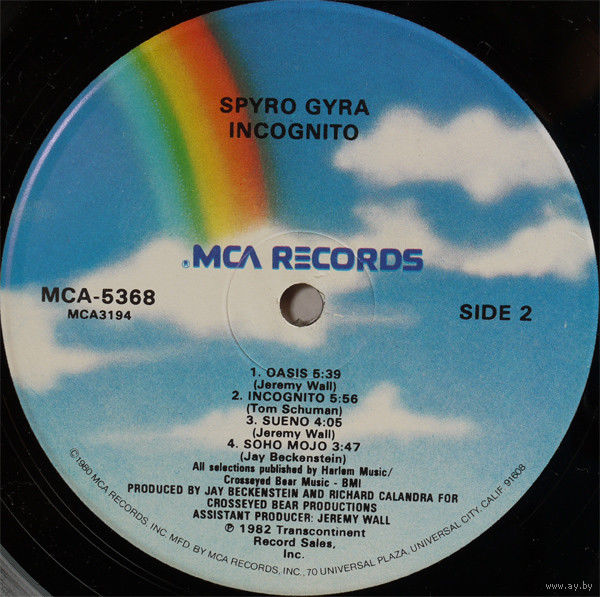 SPYRO GYRA
INCOGNITO
®MCA RECORDS
MCA-5368
MCA3194
SIDE 2
1. OASIS 5:39
(Jeremy Wall)
2. INCOGNITO 5:56
(Tom Schuman)
3. SUENO 4:05
(Jeremy Wall)
4. SOHO MOJO 3:47
(Jay Beckenstein)
All selections published by Harlem Music/
Crosseyed Bear Music - BMI
PRODUCED BY JAY BECKENSTEIN AND RICHARD CALANDRA FOR
CROSSEYED BEAR PRODUCTIONS
ASSISTANT PRODUCER: JEREMY WALL
℗ 1982 Transcontinent
Record Sales,
Inc.
©1980 MCA RECORDS, INC. MFD. BY MCA RECORDS, INC., 70 UNIVERSAL PLAZA, UNIVERSAL CITY, CALIF. 91608
www.ay.by